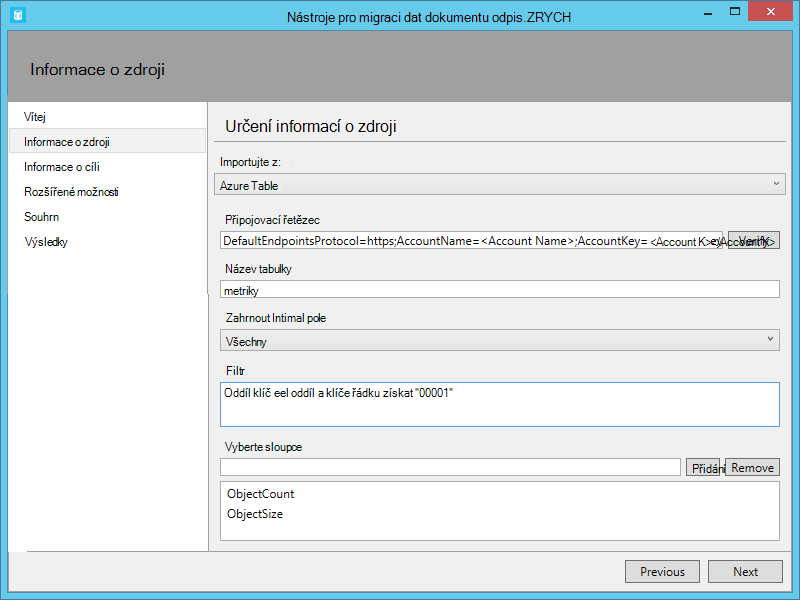 Nástroje pro migraci dat dokumentu odpis.ZRYCH
Informace o zdroji
Vítej
Informace o zdroji
Informace o cíli
Rozšířené možnosti
Souhrn
Výsledky
Určení informací o zdroji
Importujte z:
Azure Table
Připojovací řetězec
DefaultEndpointsProtocol=https;AccountName=<Account Name>;AccountKey= <Account K>
Název tabulky
metriky
Zahrnout Intimal pole
Všechny
Filtr
Oddíl klíč eel oddíl a klíče řádku získat "00001"
Vyberte sloupce
Přidání Remove
ObjectCount
ObjectSize
Previous Next